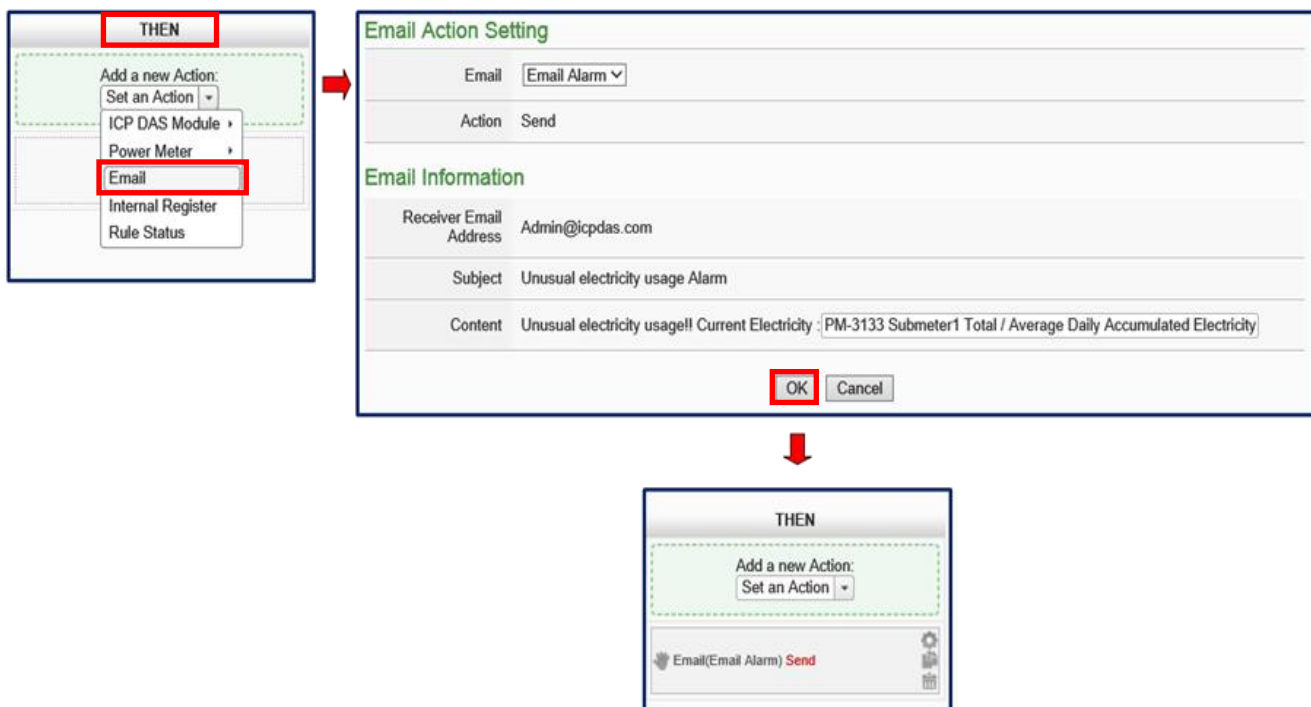 THEN
Add a new Action:
Set an Action
ICP DAS Module
Power Meter
Email
Internal Register
Rule Status
Email Action Setting
Email Email Alarm
Action Send
Email Information
Receiver Email
Address Admin@icpdas.com
Subject Unusual electricity usage Alarm
Content Unusual electricity usage!! Current Electricity : PM-3133 Submeter1 Total / Average Daily Accumulated Electricity
OK Cancel
THEN
Add a new Action:
Set an Action
Email(Email Alarm) Send